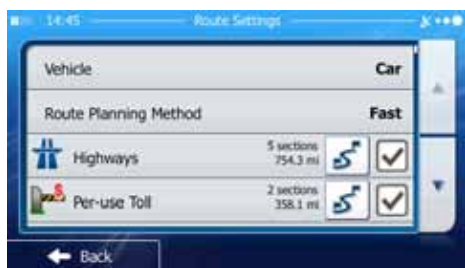 14:45 Route Settings
Vehicle Car
Route Planning Method Fast
Highways 5 sections
754.3 mi
Per-use Toll 2 sections
358.1 mi
Back